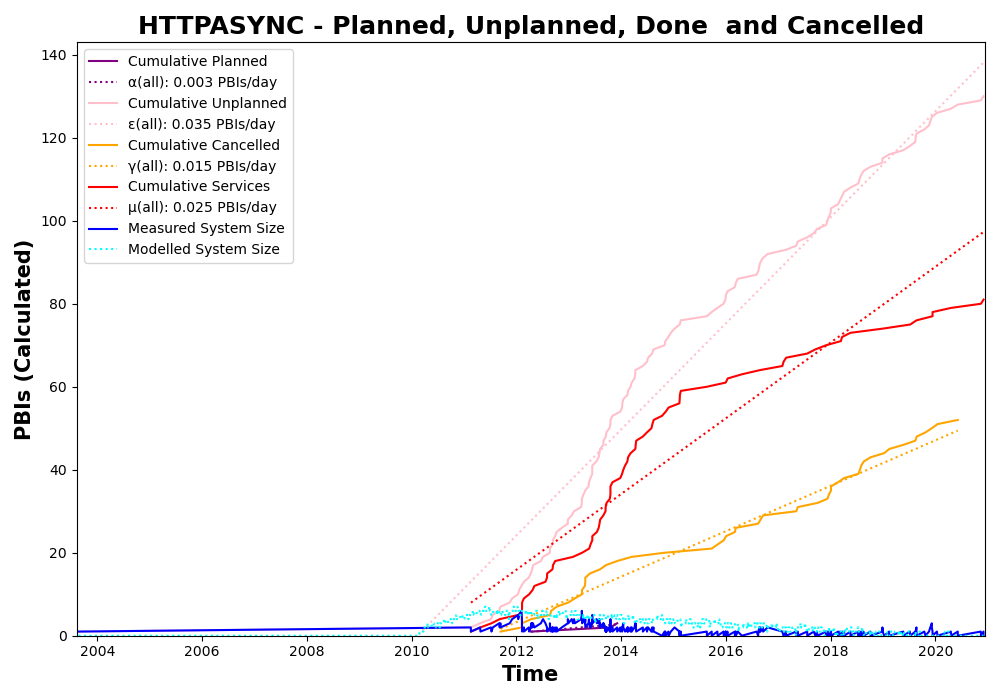 HTTPASYNC - Planned, Unplanned, Done  and Cancelled
PBIs (Calculated)
140
120
100
80
60
40
20
0
Cumulative Planned
α(all): 0.003 PBIs/day
Cumulative Unplanned
ε(all): 0.035 PBIs/day
Cumulative Cancelled
γ(all): 0.015 PBIs/day
Cumulative Services
μ(all): 0.025 PBIs/day
Measured System Size
Modelled System Size
2004 2006 2008 2010 2012 2014 2016 2018 2020
Time